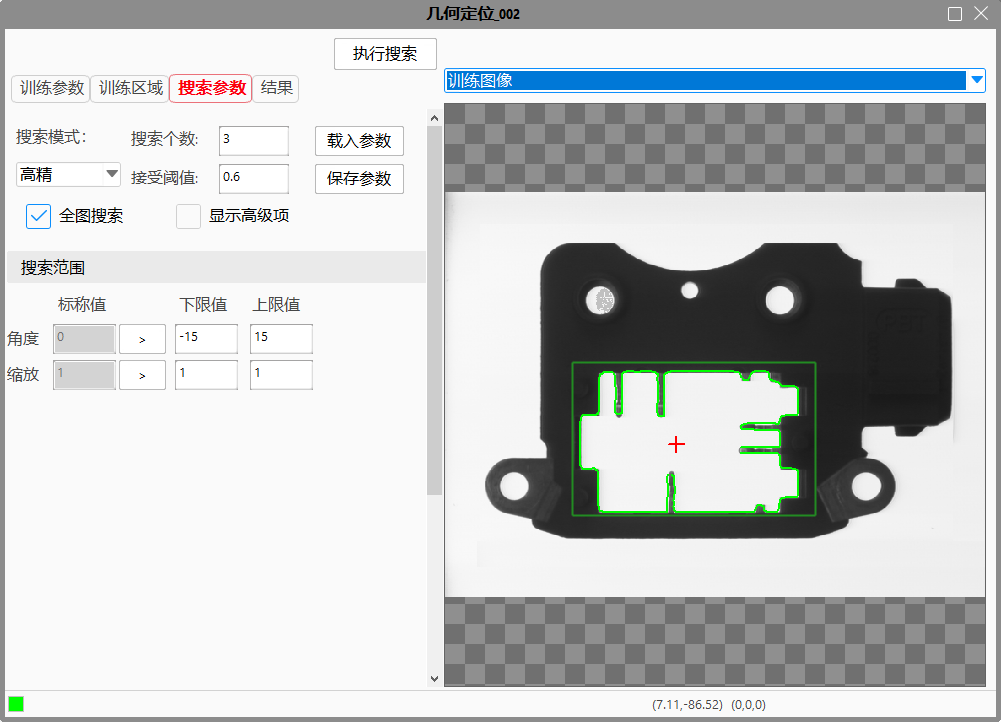 几何定位_002
执行搜索
训练参数 训练区域 搜索参数 结果
训练图像
搜索模式: 搜索个数: 3 载入参数
高精 接受阈值: 0.6 保存参数
全图搜索 显示高级项
搜索范围
标称值 下限值 上限值
角度 0 > -15 15
缩放 1 > 1 1
(7.11,-86.52) (0,0,0)